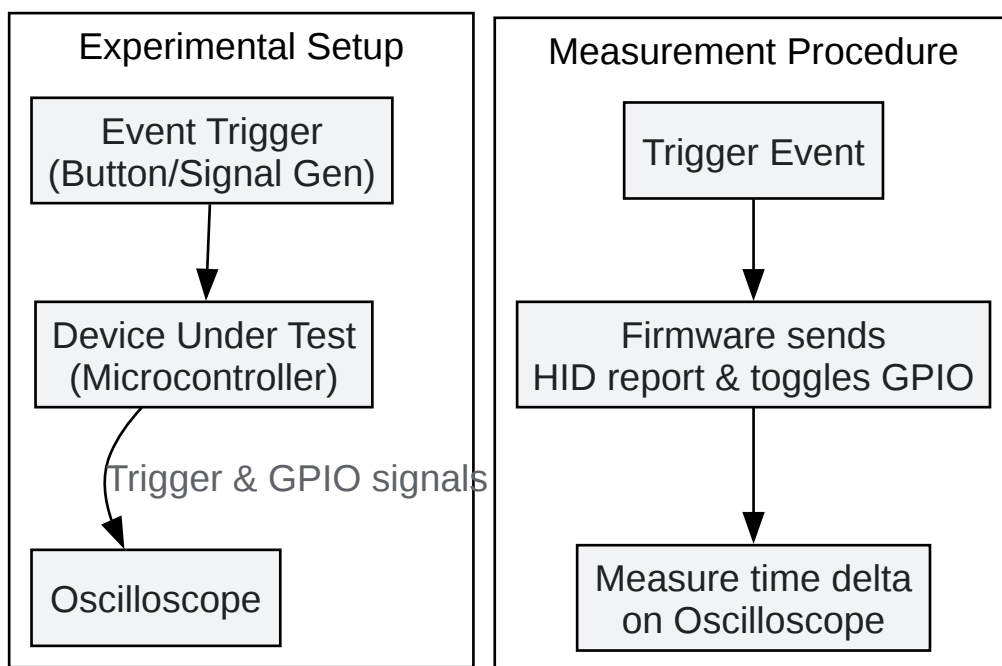 Experimental Setup
Event Trigger
(Button/Signal Gen)
Device Under Test
(Microcontroller)
Trigger & GPIO signals
Oscilloscope
Measurement Procedure
Trigger Event
Firmware sends
HID report & toggles GPIO
Measure time delta
on Oscilloscope